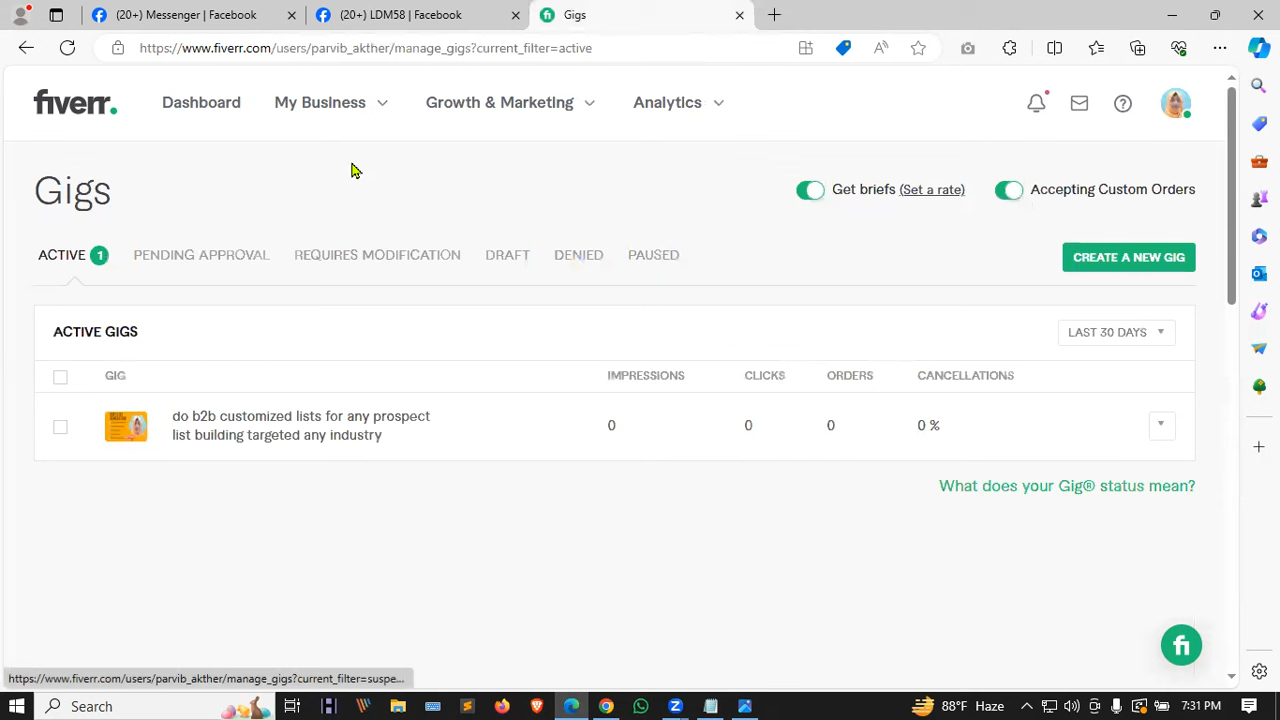 (20+) Messenger | Facebook
(20+) LDM58 | Facebook
Gigs
https://www.fiverr.com/users/parvib_akther/manage_gigs?current_filter=active
fiverr.
Dashboard
My Business
Growth & Marketing
Analytics
Gigs
Get briefs (Set a rate)
Accepting Custom Orders
ACTIVE 1
PENDING APPROVAL
REQUIRES MODIFICATION
DRAFT
DENIED
PAUSED
CREATE A NEW GIG
ACTIVE GIGS
LAST 30 DAYS
GIG
IMPRESSIONS
CLICKS
ORDERS
CANCELLATIONS
do b2b customized lists for any prospect
list building targeted any industry
0
0
0
0 %
What does your Gig® status mean?
fi
https://www.fiverr.com/users/parvib_akther/manage_gigs?current_filter=suspe...
Search
88°F Haze
7:31 PM